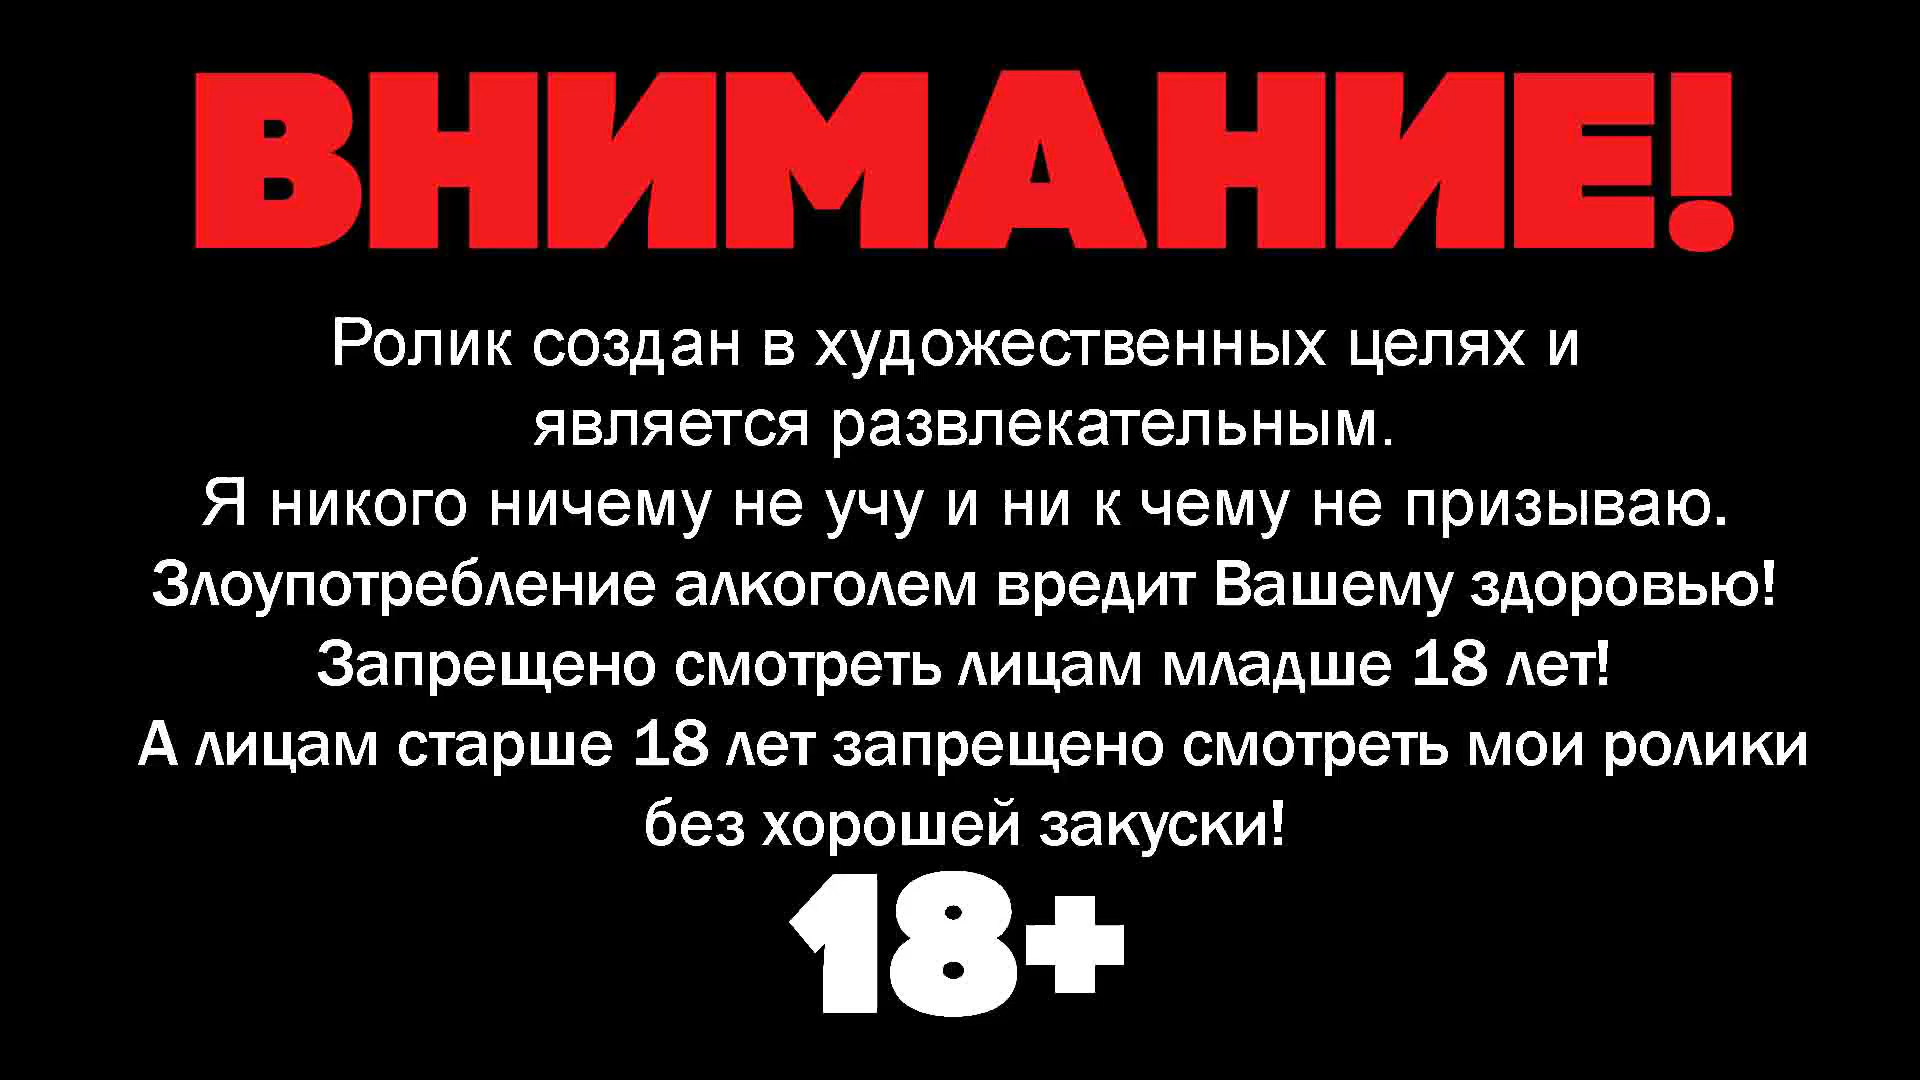 ВНИМАНИЕ!
Ролик создан в художественных целях и
является развлекательным.
Я никого ничему не учу и ни к чему не призываю.
Злоупотребление алкоголем вредит Вашему здоровью!
Запрещено смотреть лицам младше 18 лет!
А лицам старше 18 лет запрещено смотреть мои ролики
без хорошей закуски!
18+